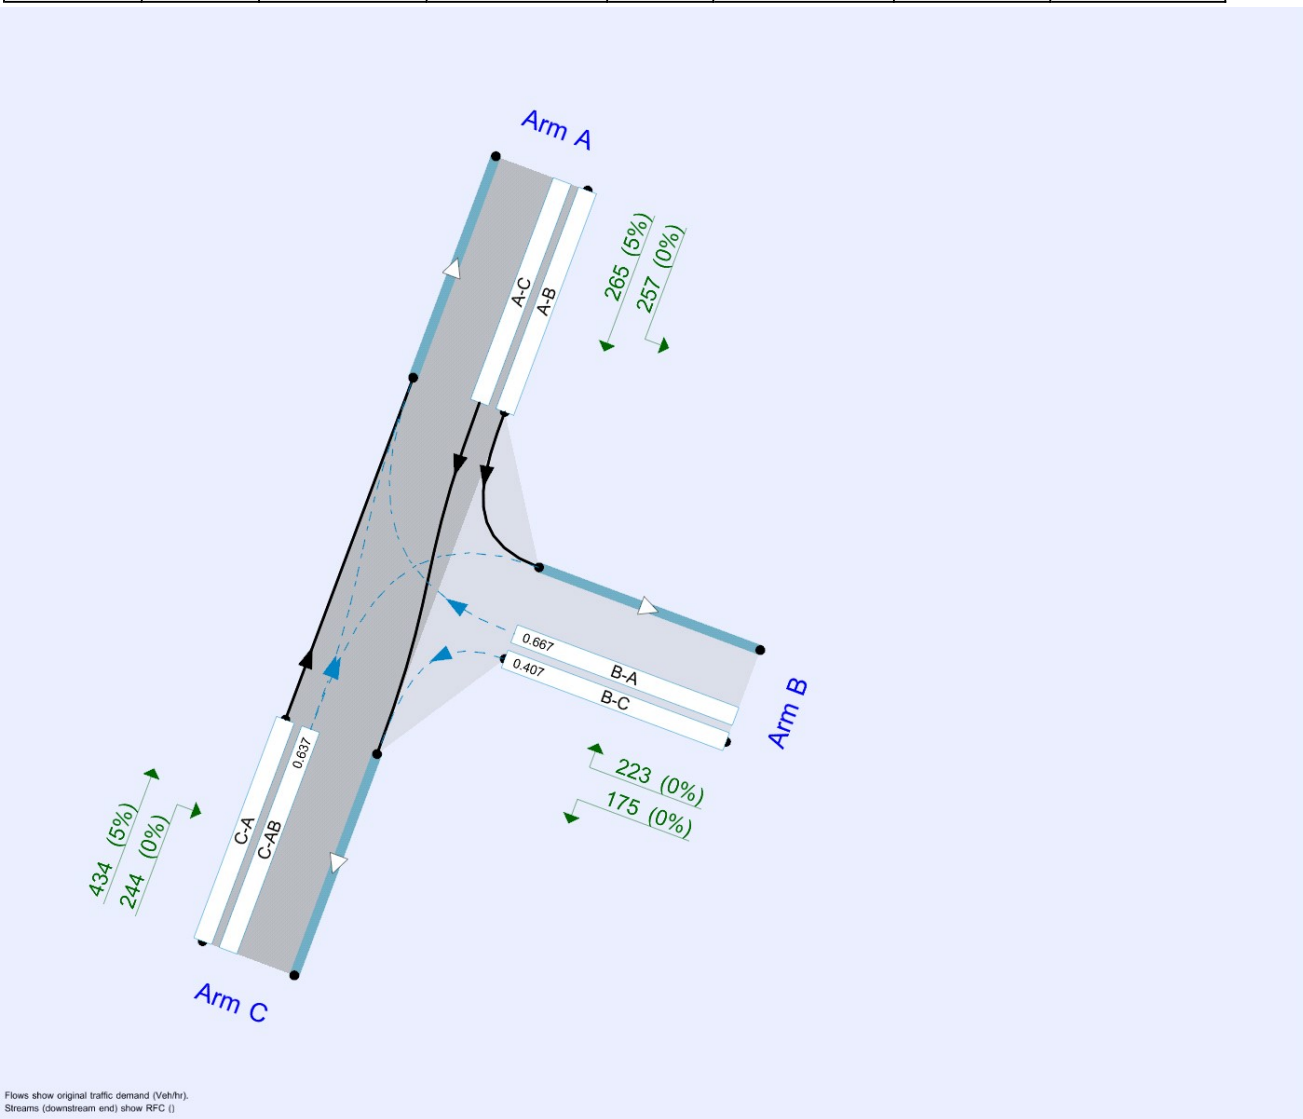 Arm A
265 (5%)
257 (0%)
A-C
A-B
0.667
B-A
0.407
B-C
Arm B
223 (0%)
175 (0%)
0.637
C-A
C-AB
434 (5%)
244 (0%)
Arm C
Flows show original traffic demand (Veh/hr).
Streams (downstream end) show RFC ()